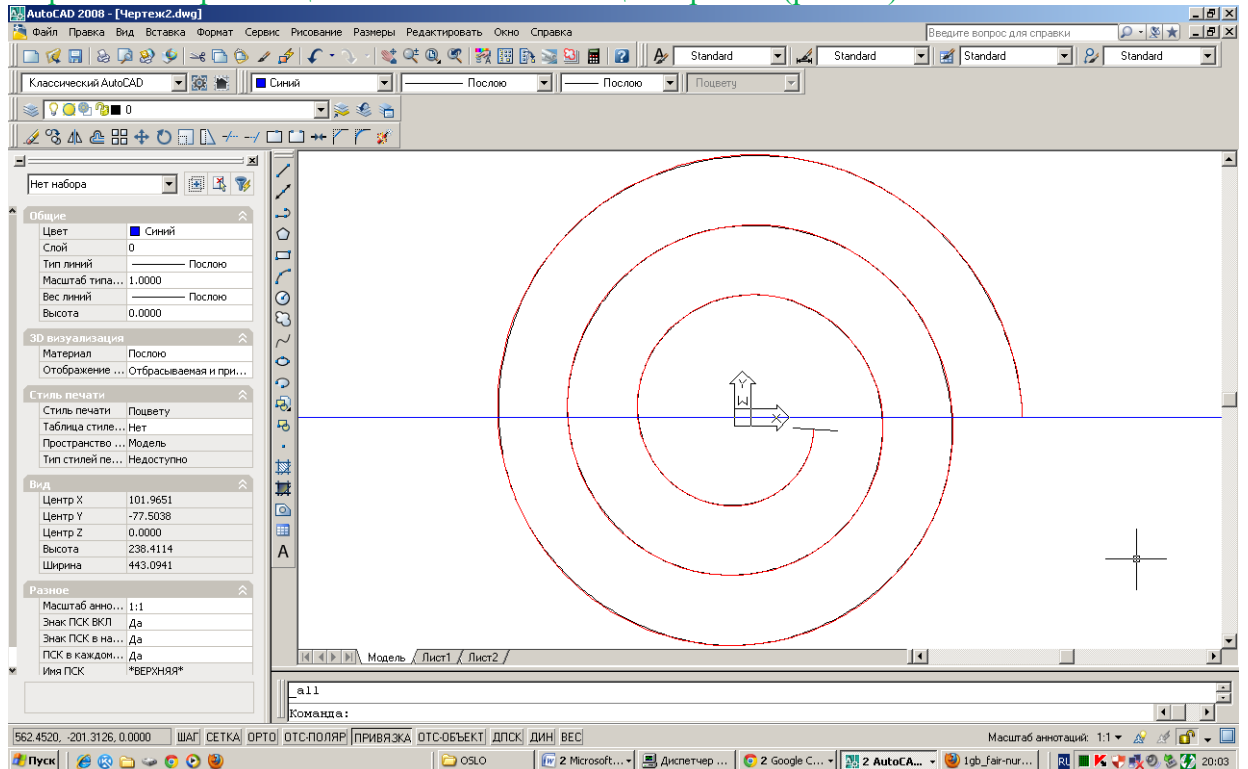 AutoCAD 2008 - [Чертеж2.dwg]
Файл Правка Вид Вставка Формат Сервис Рисование Размеры Редактировать Окно Справка
Введите вопрос для справки
Standard Standard Standard Standard
Классический AutoCAD Синий Послою Послою Поцвету
0
Нет набора
Общие
Цвет Синий
Слой 0
Тип линий Послою
Масштаб типа... 1.0000
Вес линий Послою
Высота 0.0000
3D визуализация
Материал Послою
Отображение ... Отбрасываемая и при...
Стиль печати
Стиль печати Поцвету
Таблица стиле... Нет
Пространство ... Модель
Тип стилей пе... Недоступно
Вид
Центр X 101.9651
Центр Y -77.5038
Центр Z 0.0000
Высота 238.4114
Ширина 443.0941
Разное
Масштаб анно... 1:1
Знак ПСК ВКЛ Да
Знак ПСК в на... Да
ПСК в каждом... Да
Имя ПСК *ВЕРХНЯЯ*
A
Y
W
X
Модель Лист1 Лист2
_all
Команда:
562.4520, -201.3126, 0.0000 ШАГ СЕТКА ОРТО ОТС-ПОЛЯР ПРИВЯЗКА ОТС-ОБЪЕКТ ДПСК ДИН ВЕС Масштаб аннотаций: 1:1
Пуск OSLO 2 Microsoft... Диспетчер ... 2 Google C... 2 AutoCA... 1gb_fair-nur... RU 20:03